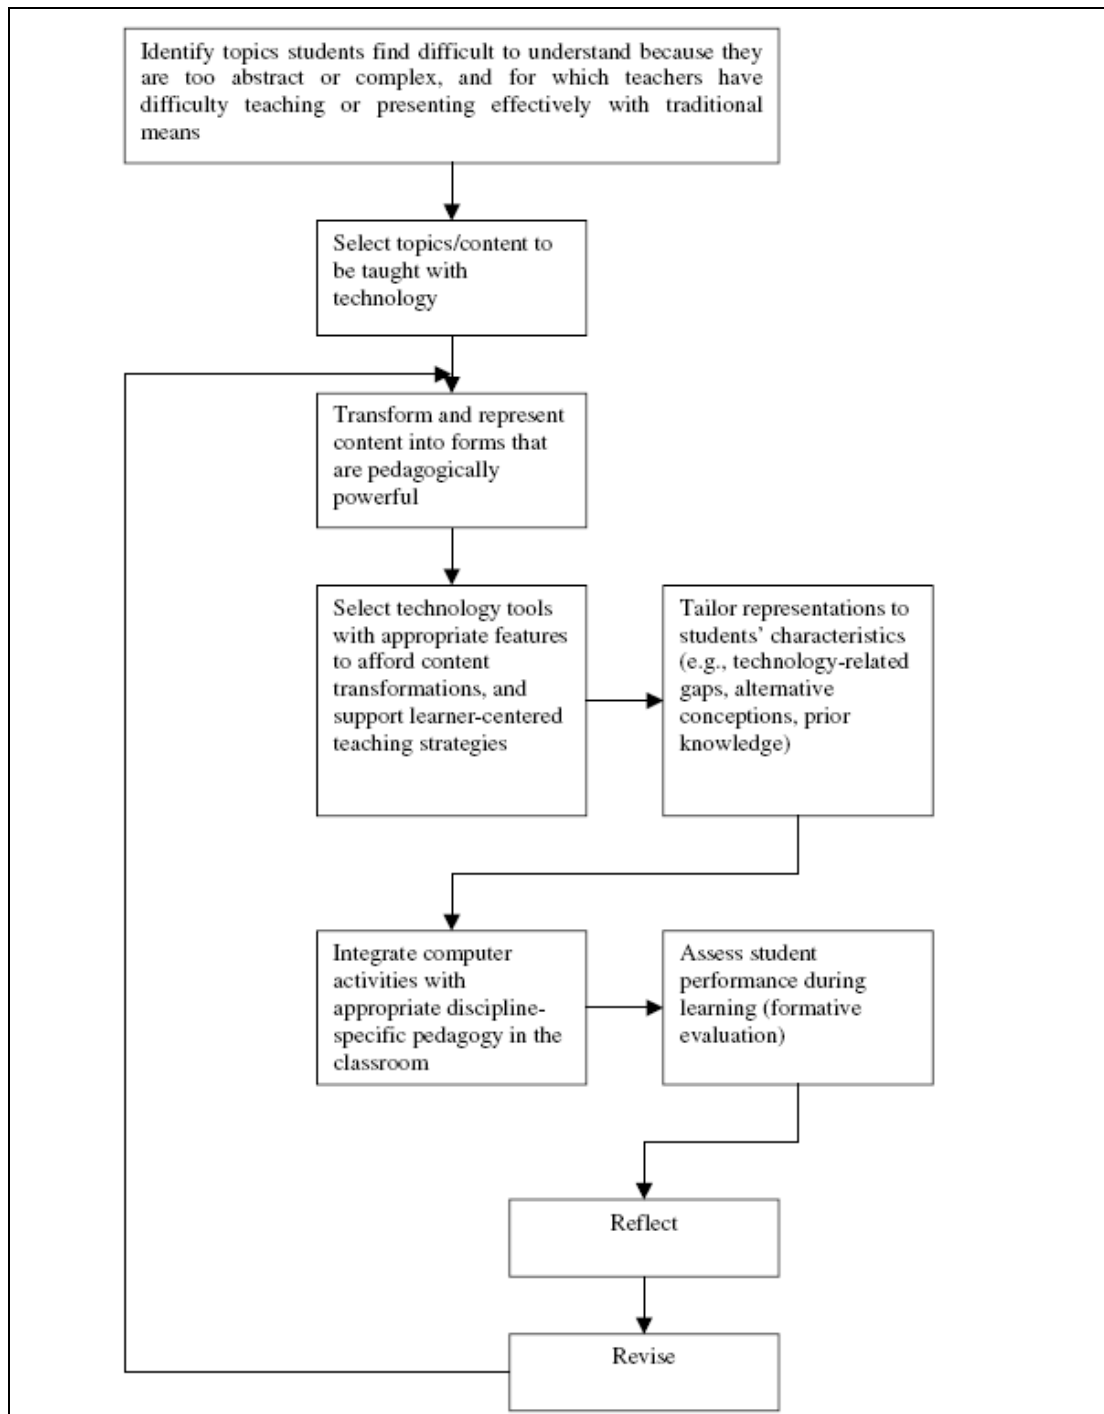 Identify topics students find difficult to understand because they
are too abstract or complex, and for which teachers have
difficulty teaching or presenting effectively with traditional
means
Select topics/content to
be taught with
technology
Transform and represent
content into forms that
are pedagogically
powerful
Select technology tools
with appropriate features
to afford content
transformations, and
support learner-centered
teaching strategies
Tailor representations to
students’ characteristics
(e.g., technology-related
gaps, alternative
conceptions, prior
knowledge)
Integrate computer
activities with
appropriate discipline-
specific pedagogy in the
classroom
Assess student
performance during
learning (formative
evaluation)
Reflect
Revise